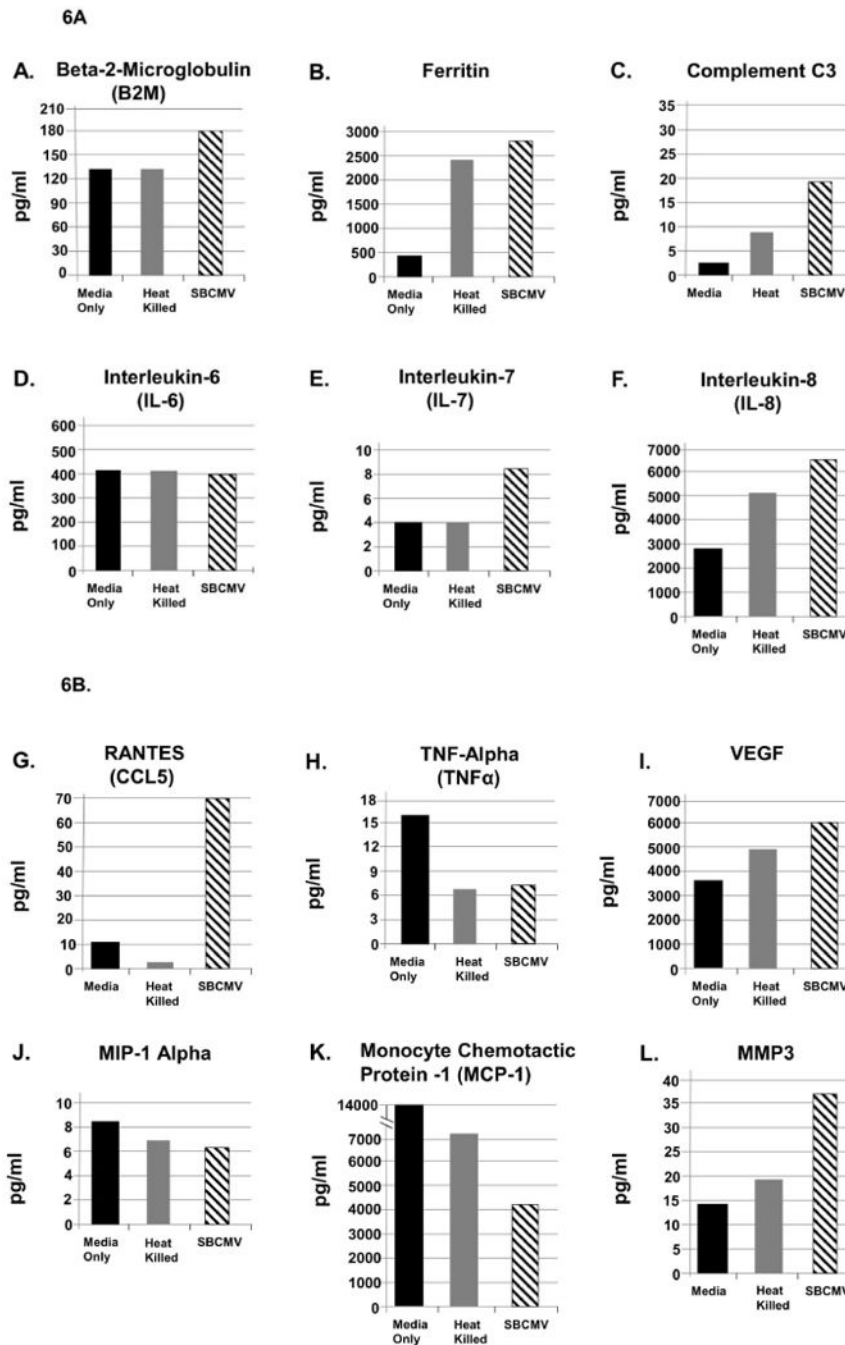 6A
A. Beta-2-Microglobulin
(B2M)
210
180
150
120
90
60
30
0
pg/ml
Media
Only
Heat
Killed
SBCMV
B. Ferritin
3000
2500
2000
1500
1000
500
0
pg/ml
Media
Only
Heat
Killed
SBCMV
C. Complement C3
35
30
25
20
15
10
5
0
pg/ml
Media
Heat
SBCMV
D. Interleukin-6
(IL-6)
600
500
400
300
200
100
0
pg/ml
Media
Only
Heat
Killed
SBCMV
E. Interleukin-7
(IL-7)
10
8
6
4
2
0
pg/ml
Media
Only
Heat
Killed
SBCMV
F. Interleukin-8
(IL-8)
7000
6000
5000
4000
3000
2000
1000
0
pg/ml
Media
Only
Heat
Killed
SBCMV
6B.
G. RANTES
(CCL5)
70
60
50
40
30
20
10
0
pg/ml
Media
Heat
Killed
SBCMV
H. TNF-Alpha
(TNFα)
18
15
9
6
3
0
pg/ml
Media
Only
Heat
Killed
SBCMV
I. VEGF
7000
6000
5000
4000
3000
2000
1000
0
pg/ml
Media
Only
Heat
Killed
SBCMV
J. MIP-1 Alpha
10
8
6
4
2
0
pg/ml
Media
Only
Heat
Killed
SBCMV
K. Monocyte Chemotactic
Protein -1 (MCP-1)
14000
7000
6000
5000
4000
3000
2000
1000
0
pg/ml
Media
Only
Heat
Killed
SBCMV
L. MMP3
40
35
30
25
20
15
10
5
0
pg/ml
Media
Heat
Killed
SBCMV